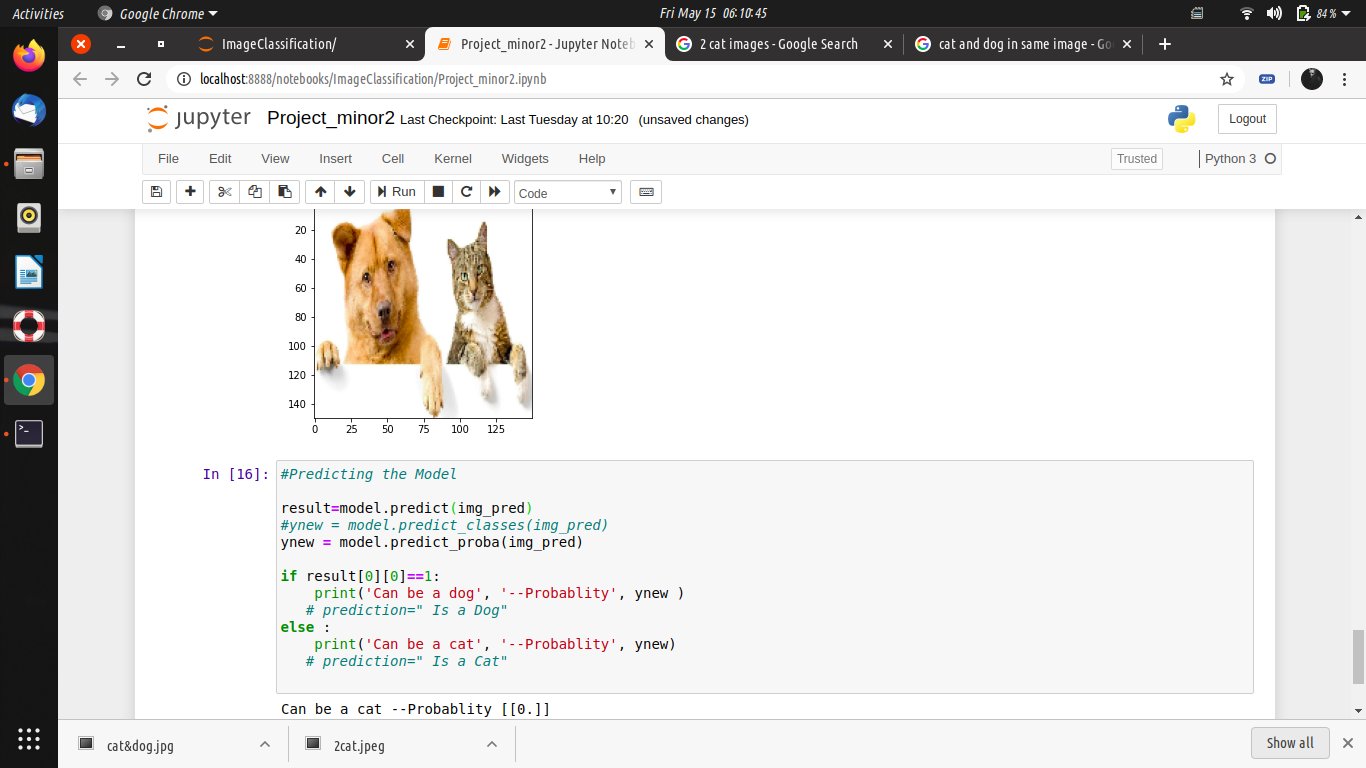 Activities Google Chrome Fri May 15 06:10:45 84 %
ImageClassification/ Project_minor2 - Jupyter Noteb 2 cat images - Google Search cat and dog in same image - Go
localhost:8888/notebooks/ImageClassification/Project_minor2.ipynb ZIP
jupyter Project_minor2 Last Checkpoint: Last Tuesday at 10:20 (unsaved changes) Logout
File Edit View Insert Cell Kernel Widgets Help Trusted Python 3
Run Code
20
40
60
80
100
120
140
0 25 50 75 100 125
In [16]: #Predicting the Model
result=model.predict(img_pred)
#ynew = model.predict_classes(img_pred)
ynew = model.predict_proba(img_pred)
if result[0][0]==1:
print('Can be a dog', '--Probablity', ynew )
# prediction=" Is a Dog"
else :
print('Can be a cat', '--Probablity', ynew)
# prediction=" Is a Cat"
Can be a cat --Probablity [[0.]]
cat&dog.jpg 2cat.jpeg Show all